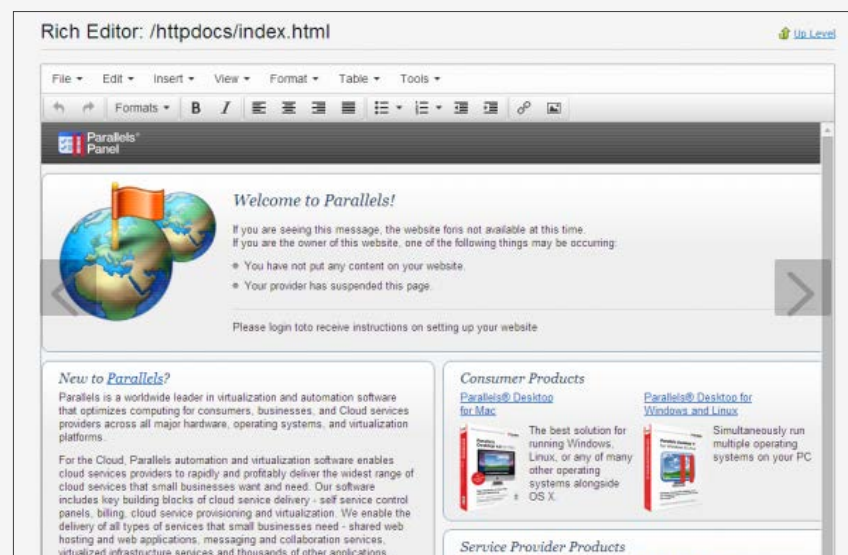 Rich Editor: /httpdocs/index.html
Up Level
File Edit Insert View Format Table Tools
Formats B I
Parallels®
Panel
Welcome to Parallels!
If you are seeing this message, the website fons not available at this time.
If you are the owner of this website, one of the following things may be occurring:
You have not put any content on your website.
Your provider has suspended this page.
Please login toto receive instructions on setting up your website
New to Parallels?
Parallels is a worldwide leader in virtualization and automation software
that optimizes computing for consumers, businesses, and Cloud services
providers across all major hardware, operating systems, and virtualization
platforms.
For the Cloud, Parallels automation and virtualization software enables
cloud services providers to rapidly and profitably deliver the widest range of
cloud services that small businesses want and need. Our software
includes key building blocks of cloud service delivery - self service control
panels, billing, cloud service provisioning and virtualization. We enable the
delivery of all types of services that small businesses need - shared web
hosting and web applications, messaging and collaboration services,
virtualized infrastructure services and thousands of other applications.
Consumer Products
Parallels® Desktop
for Mac
The best solution for
running Windows,
Linux, or any of many
other operating
systems alongside
OS X.
Parallels® Desktop for
Windows and Linux
Simultaneously run
multiple operating
systems on your PC
Service Provider Products